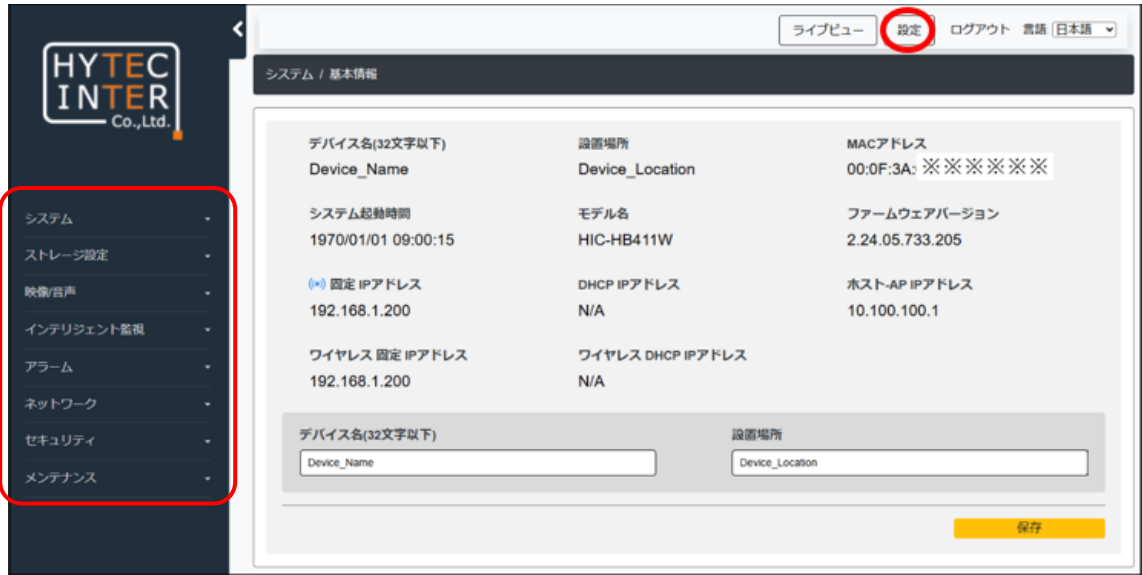 HYTEC
INTER
Co.,Ltd.
システム
ストレージ設定
映像/音声
インテリジェント監視
アラーム
ネットワーク
セキュリティ
メンテナンス
ライブビュー 設定 ログアウト 言語 日本語
システム / 基本情報
デバイス名(32文字以下) 設置場所 MACアドレス
Device_Name Device_Location 00:0F:3A:※※※※※※
システム起動時間 モデル名 ファームウェアバージョン
1970/01/01 09:00:15 HIC-HB411W 2.24.05.733.205
固定 IPアドレス DHCP IPアドレス ホスト-AP IPアドレス
192.168.1.200 N/A 10.100.100.1
ワイヤレス 固定 IPアドレス ワイヤレス DHCP IPアドレス
192.168.1.200 N/A
デバイス名(32文字以下) 設置場所
Device_Name Device_Location
保存